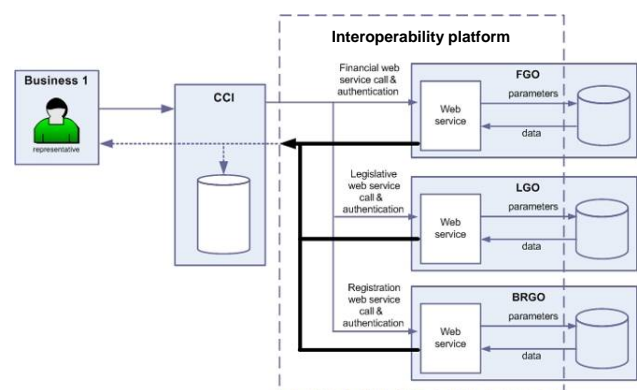 Interoperability platform
Business 1
representative
CCI
Financial web
service call &
authentication
FGO
Web
service
parameters
data
Legislative web
service call
& authentication
LGO
Web
service
parameters
data
Registration
web service
call &
authentication
BRGO
Web
service
parameters
data